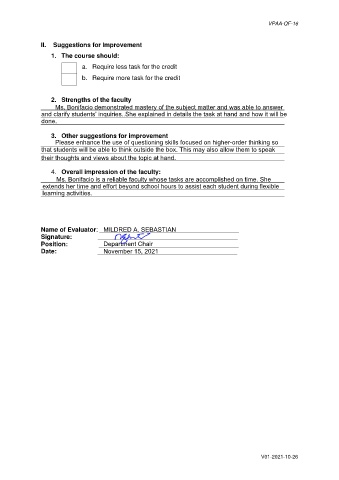 VPAA-QF-16
II. Suggestions for Improvement
1. The course should:
a. Require less task for the credit
b. Require more task for the credit
2. Strengths of the faculty
Ms. Bonifacio demonstrated mastery of the subject matter and was able to answer
and clarify students' inquiries. She explained in details the task at hand and how it will be
done.
3. Other suggestions for Improvement
Please enhance the use of questioning skills focused on higher-order thinking so
that students will be able to think outside the box. This may also allow them to speak
their thoughts and views about the topic at hand.
4. Overall impression of the faculty:
Ms. Bonifacio is a reliable faculty whose tasks are accomplished on time. She
extends her time and effort beyond school hours to assist each student during flexible
learning activities.
Name of Evaluator: MILDRED A. SEBASTIAN
Signature:
Position: Department Chair
Date: November 15, 2021
V01-2021-10-26